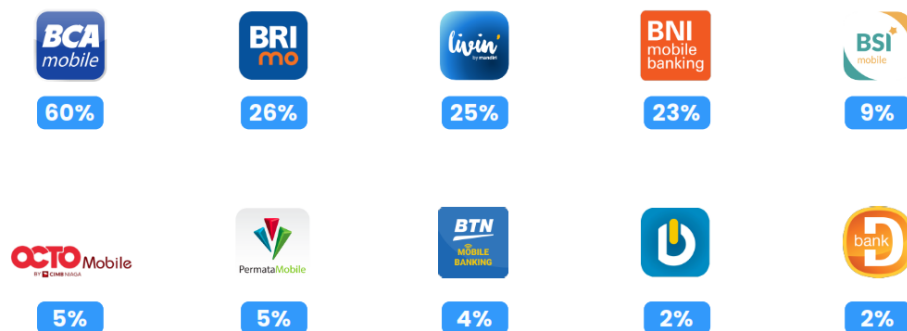 BCA
mobile
BRI
mo
livin'
by mandiri
BNI
mobile
banking
BSI
mobile
60%
26%
25%
23%
9%
OCTO Mobile
BY CIMB NIAGA
PermataMobile
BTN
MOBILE
BANKING
b
bank D
5%
5%
4%
2%
2%